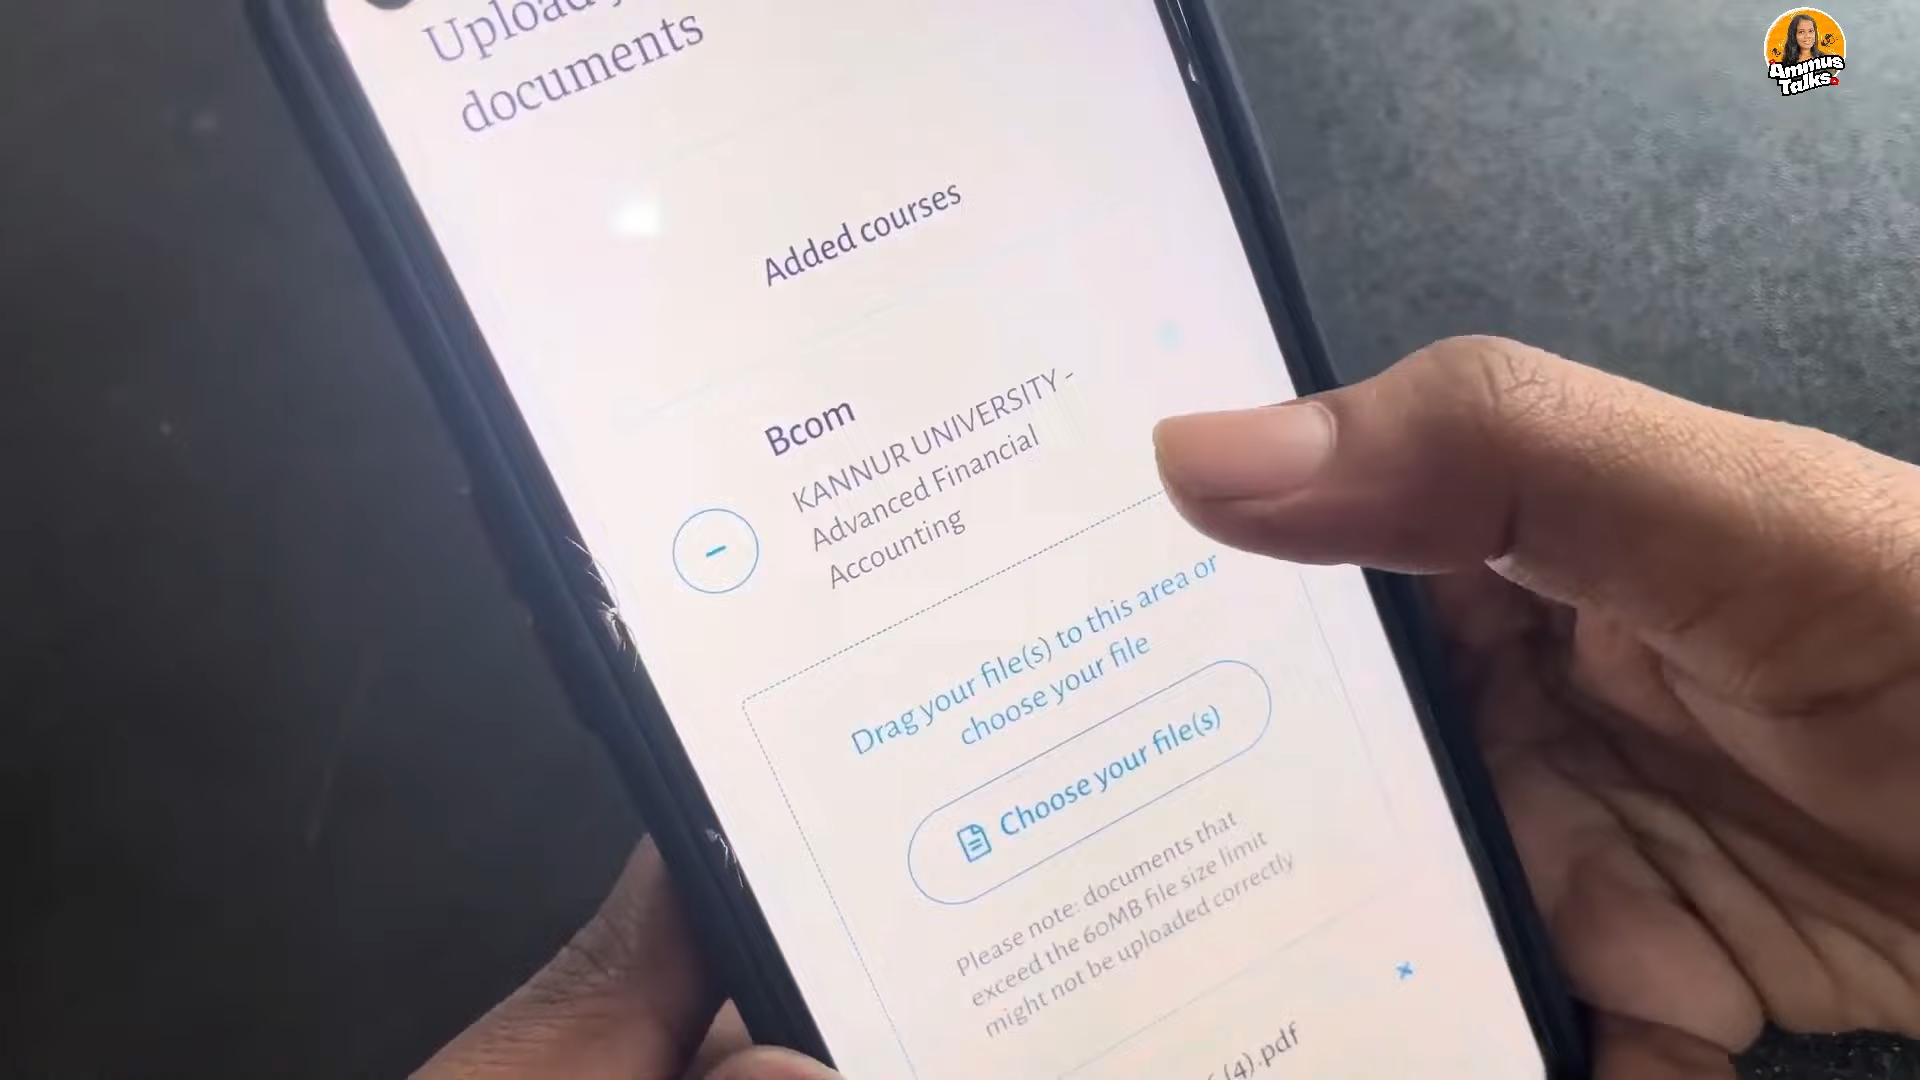 Upload
documents
Added courses
Bcom
KANNUR UNIVERSITY -
Advanced Financial
Accounting
Drag your file(s) to this area or
choose your file
Choose your file(s)
Please note: documents that
exceed the 60MB file size limit
might not be uploaded correctly
(4).pdf
Ammus
Talks